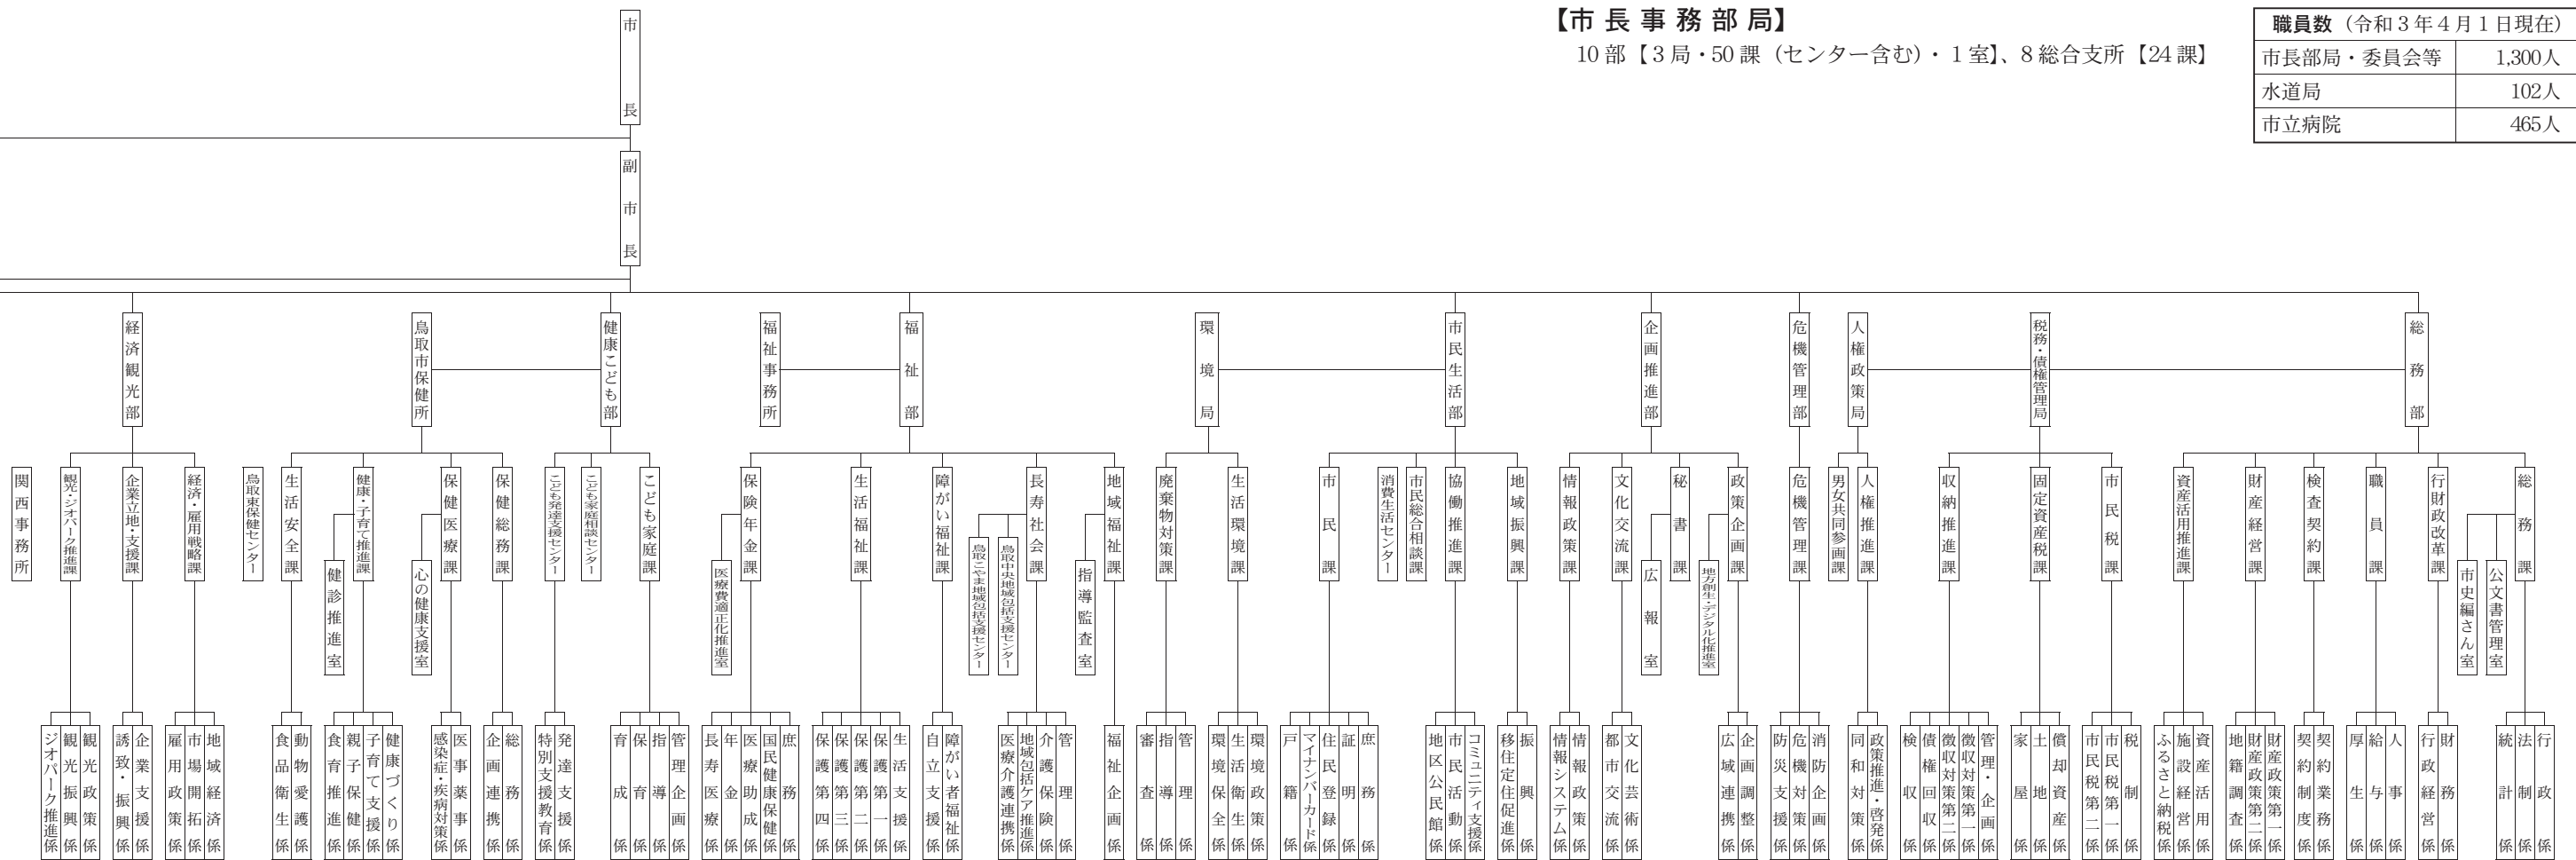 【市長事務部局】
10部【3局・50課（センター含む）・1室】、8総合支所【24課】
職員数（令和3年4月1日現在）
市長部局・委員会等 1,300人
水道局 102人
市立病院 465人
市長
副市長
総務部
税務・債権管理局
人権政策局
危機管理部
企画推進部
市民生活部
環境局
福祉部
福祉事務所
健康こども部
鳥取市保健所
経済観光部
総務課
行財政改革課
職員課
検査契約課
財産経営課
資産活用推進課
市民税課
固定資産税課
収納推進課
人権推進課
男女共同参画課
危機管理課
政策企画課
秘書課
文化交流課
情報政策課
地域振興課
協働推進課
市民総合相談課
消費生活センター
市民課
生活環境課
廃棄物対策課
地域福祉課
長寿社会課
障がい福祉課
生活福祉課
保険年金課
こども家庭課
こども家庭相談センター
こども発達支援センター
保健総務課
保健医療課
健康・子育て推進課
生活安全課
鳥取東保健センター
経済・雇用戦略課
企業立地・支援課
観光・ジオパーク推進課
関西事務所
公文書管理室
市史編さん室
地方創生・デジタル化推進室
広報室
指導監査室
鳥取中央地域包括支援センター
鳥取こやま地域包括支援センター
医療費適正化推進室
心の健康支援室
健診推進室
行政係
法制係
統計係
財務係
行政経営係
人事係
給与係
厚生係
契約業務係
契約制度係
財産政策第一係
財産政策第二係
地籍調査係
資産活用係
施設経営係
ふるさと納税係
税制係
市民税第一係
市民税第二係
償却資産係
土地係
家屋係
管理・企画係
徴収対策第一係
徴収対策第二係
債権回収係
検収係
政策推進・啓発係
同和対策係
消防企画係
危機対策係
防災支援係
企画調整係
広域連携係
文化芸術係
都市交流係
情報政策係
情報システム係
振興係
移住定住促進係
コミュニティ支援係
市民活動係
地区公民館係
庶務係
証明係
住民登録係
マイナンバーカード係
戸籍係
環境政策係
生活衛生係
環境保全係
管理係
指導係
審査係
福祉企画係
管理係
介護保険係
地域包括ケア推進係
医療介護連携係
障がい者福祉係
自立支援係
生活支援係
保護第一係
保護第二係
保護第三係
保護第四係
庶務係
国民健康保険係
医療助成係
年金係
長寿医療係
管理企画係
指導係
保育係
育成係
発達支援係
特別支援教育係
総務係
企画連携係
医事薬事係
感染症・疾病対策係
健康づくり係
子育て支援係
親子保健係
食育推進係
動物愛護係
食品衛生係
地域経済係
市場開拓係
雇用政策係
企業支援係
誘致・振興係
観光政策係
観光振興係
ジオパーク推進係